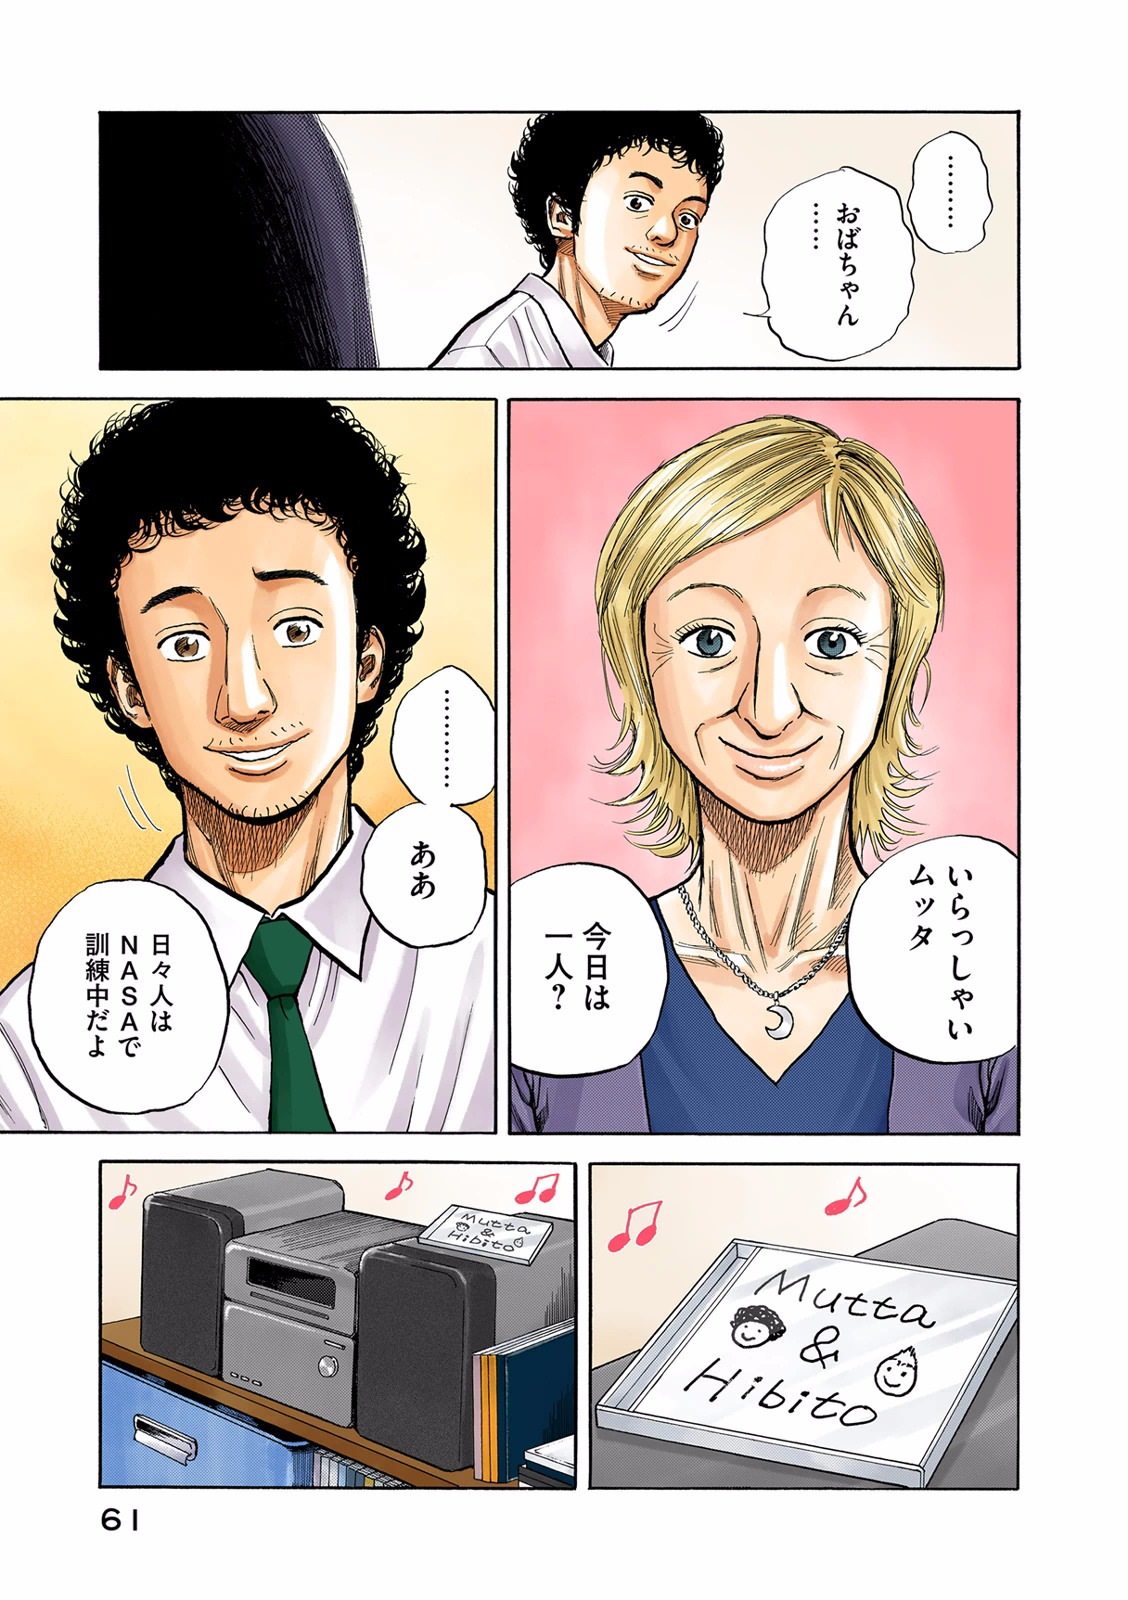 ………
おばちゃん
……
いらっしゃい
ムッタ
今日は
一人？
………
ああ
日々人は
NASAで
訓練中だよ
Mutta
&
Hibito
Mutta
&
Hibito
61